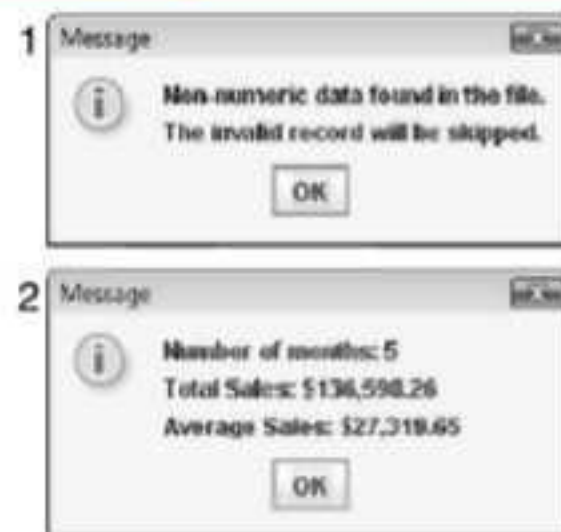 1 Message
Non-numeric data found in the file.
The invalid record will be skipped.
OK
2 Message
Number of months: 5
Total Sales: $136,598.26
Average Sales: $27,319.65
OK